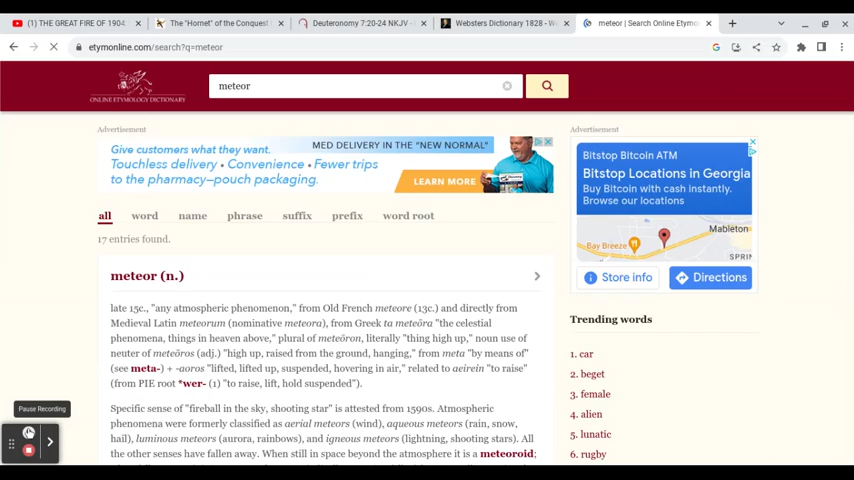 (1) THE GREAT FIRE OF 1904
The "Hornet" of the Conquest
Deuteronomy 7:20-24 NKJV -
Websters Dictionary 1828 - We
meteor | Search Online Etymo
etymonline.com/search?q=meteor
meteor
ONLINE ETYMOLOGY DICTIONARY
Advertisement
Give customers what they want.
MED DELIVERY IN THE "NEW NORMAL"
Touchless delivery • Convenience • Fewer trips
to the pharmacy—pouch packaging.
LEARN MORE
all word name phrase suffix prefix word root
17 entries found.
meteor (n.)
late 15c., "any atmospheric phenomenon," from Old French meteore (13c.) and directly from
Medieval Latin meteorum (nominative meteora), from Greek ta meteōra "the celestial
phenomena, things in heaven above," plural of meteōron, literally "thing high up," noun use of
neuter of meteōros (adj.) "high up, raised from the ground, hanging," from meta "by means of"
(see meta-) + -aoros "lifted, lifted up, suspended, hovering in air," related to aeirein "to raise"
(from PIE root *wer- (1) "to raise, lift, hold suspended").
Specific sense of "fireball in the sky, shooting star" is attested from 1590s. Atmospheric
phenomena were formerly classified as aerial meteors (wind), aqueous meteors (rain, snow,
hail), luminous meteors (aurora, rainbows), and igneous meteors (lightning, shooting stars). All
the other senses have fallen away. When still in space beyond the atmosphere it is a meteoroid;
Advertisement
Bitstop Bitcoin ATM
Bitstop Locations in Georgia
Buy Bitcoin with cash instantly.
Browse our locations
Mableton
Bay Breeze
SPRIN
Store info
Directions
Trending words
1. car
2. beget
3. female
4. alien
5. lunatic
6. rugby
Pause Recording